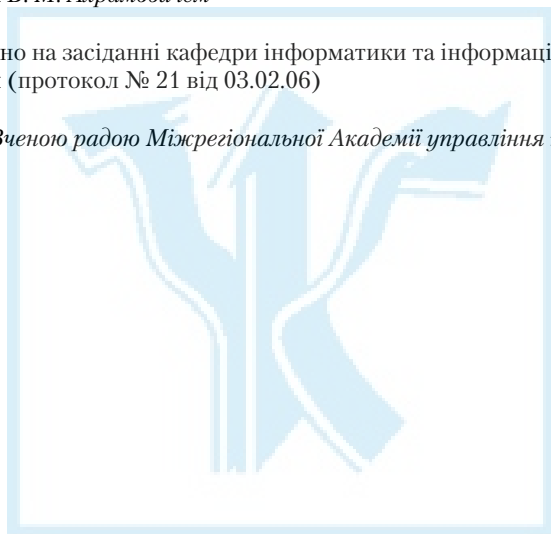 В. М. Ахрамовичем
но на засіданні кафедри інформатики та інформаці
(протокол № 21 від 03.02.06)
Вченою радою Міжрегіональної Академії управління